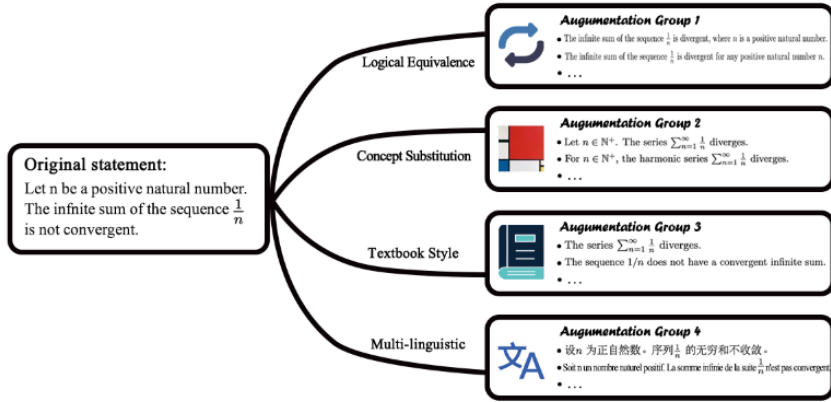 Original statement:
Let n be a positive natural number.
The infnite sum of the sequence 1/n
is not convergent.
Logical Equivalence
Augumentation Group 1
• The infinite sum of the sequence 1/n is divergent, where n is a positive natural number.
• The infinite sum of the sequence 1/n is divergent for any positive natural number n.
• ...
Concept Substitution
Augumentation Group 2
• Let n ∈ ℕ⁺. The series ∑_{n=1}^{∞} 1/n diverges.
• For n ∈ ℕ⁺, the harmonic series ∑_{n=1}^{∞} 1/n diverges.
• ...
Textbook Style
Augumentation Group 3
• The series ∑_{n=1}^{∞} 1/n diverges.
• The sequence 1/n does not have a convergent infinite sum.
• ...
Multi-linguistic
文A
Augumentation Group 4
• 设n 为正自然数。序列 1/n 的无穷和不收敛。
• Soit n un nombre naturel positif. La somme infinie de la suite 1/n n'est pas convergent.
• ...